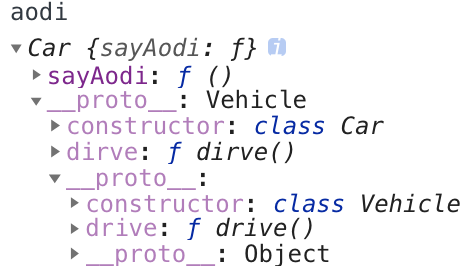 aodi
Car {sayAodi: ƒ} i
sayAodi: ƒ ()
__proto__: Vehicle
constructor: class Car
dirve: ƒ dirve()
__proto__:
constructor: class Vehicle
drive: ƒ drive()
__proto__: Object